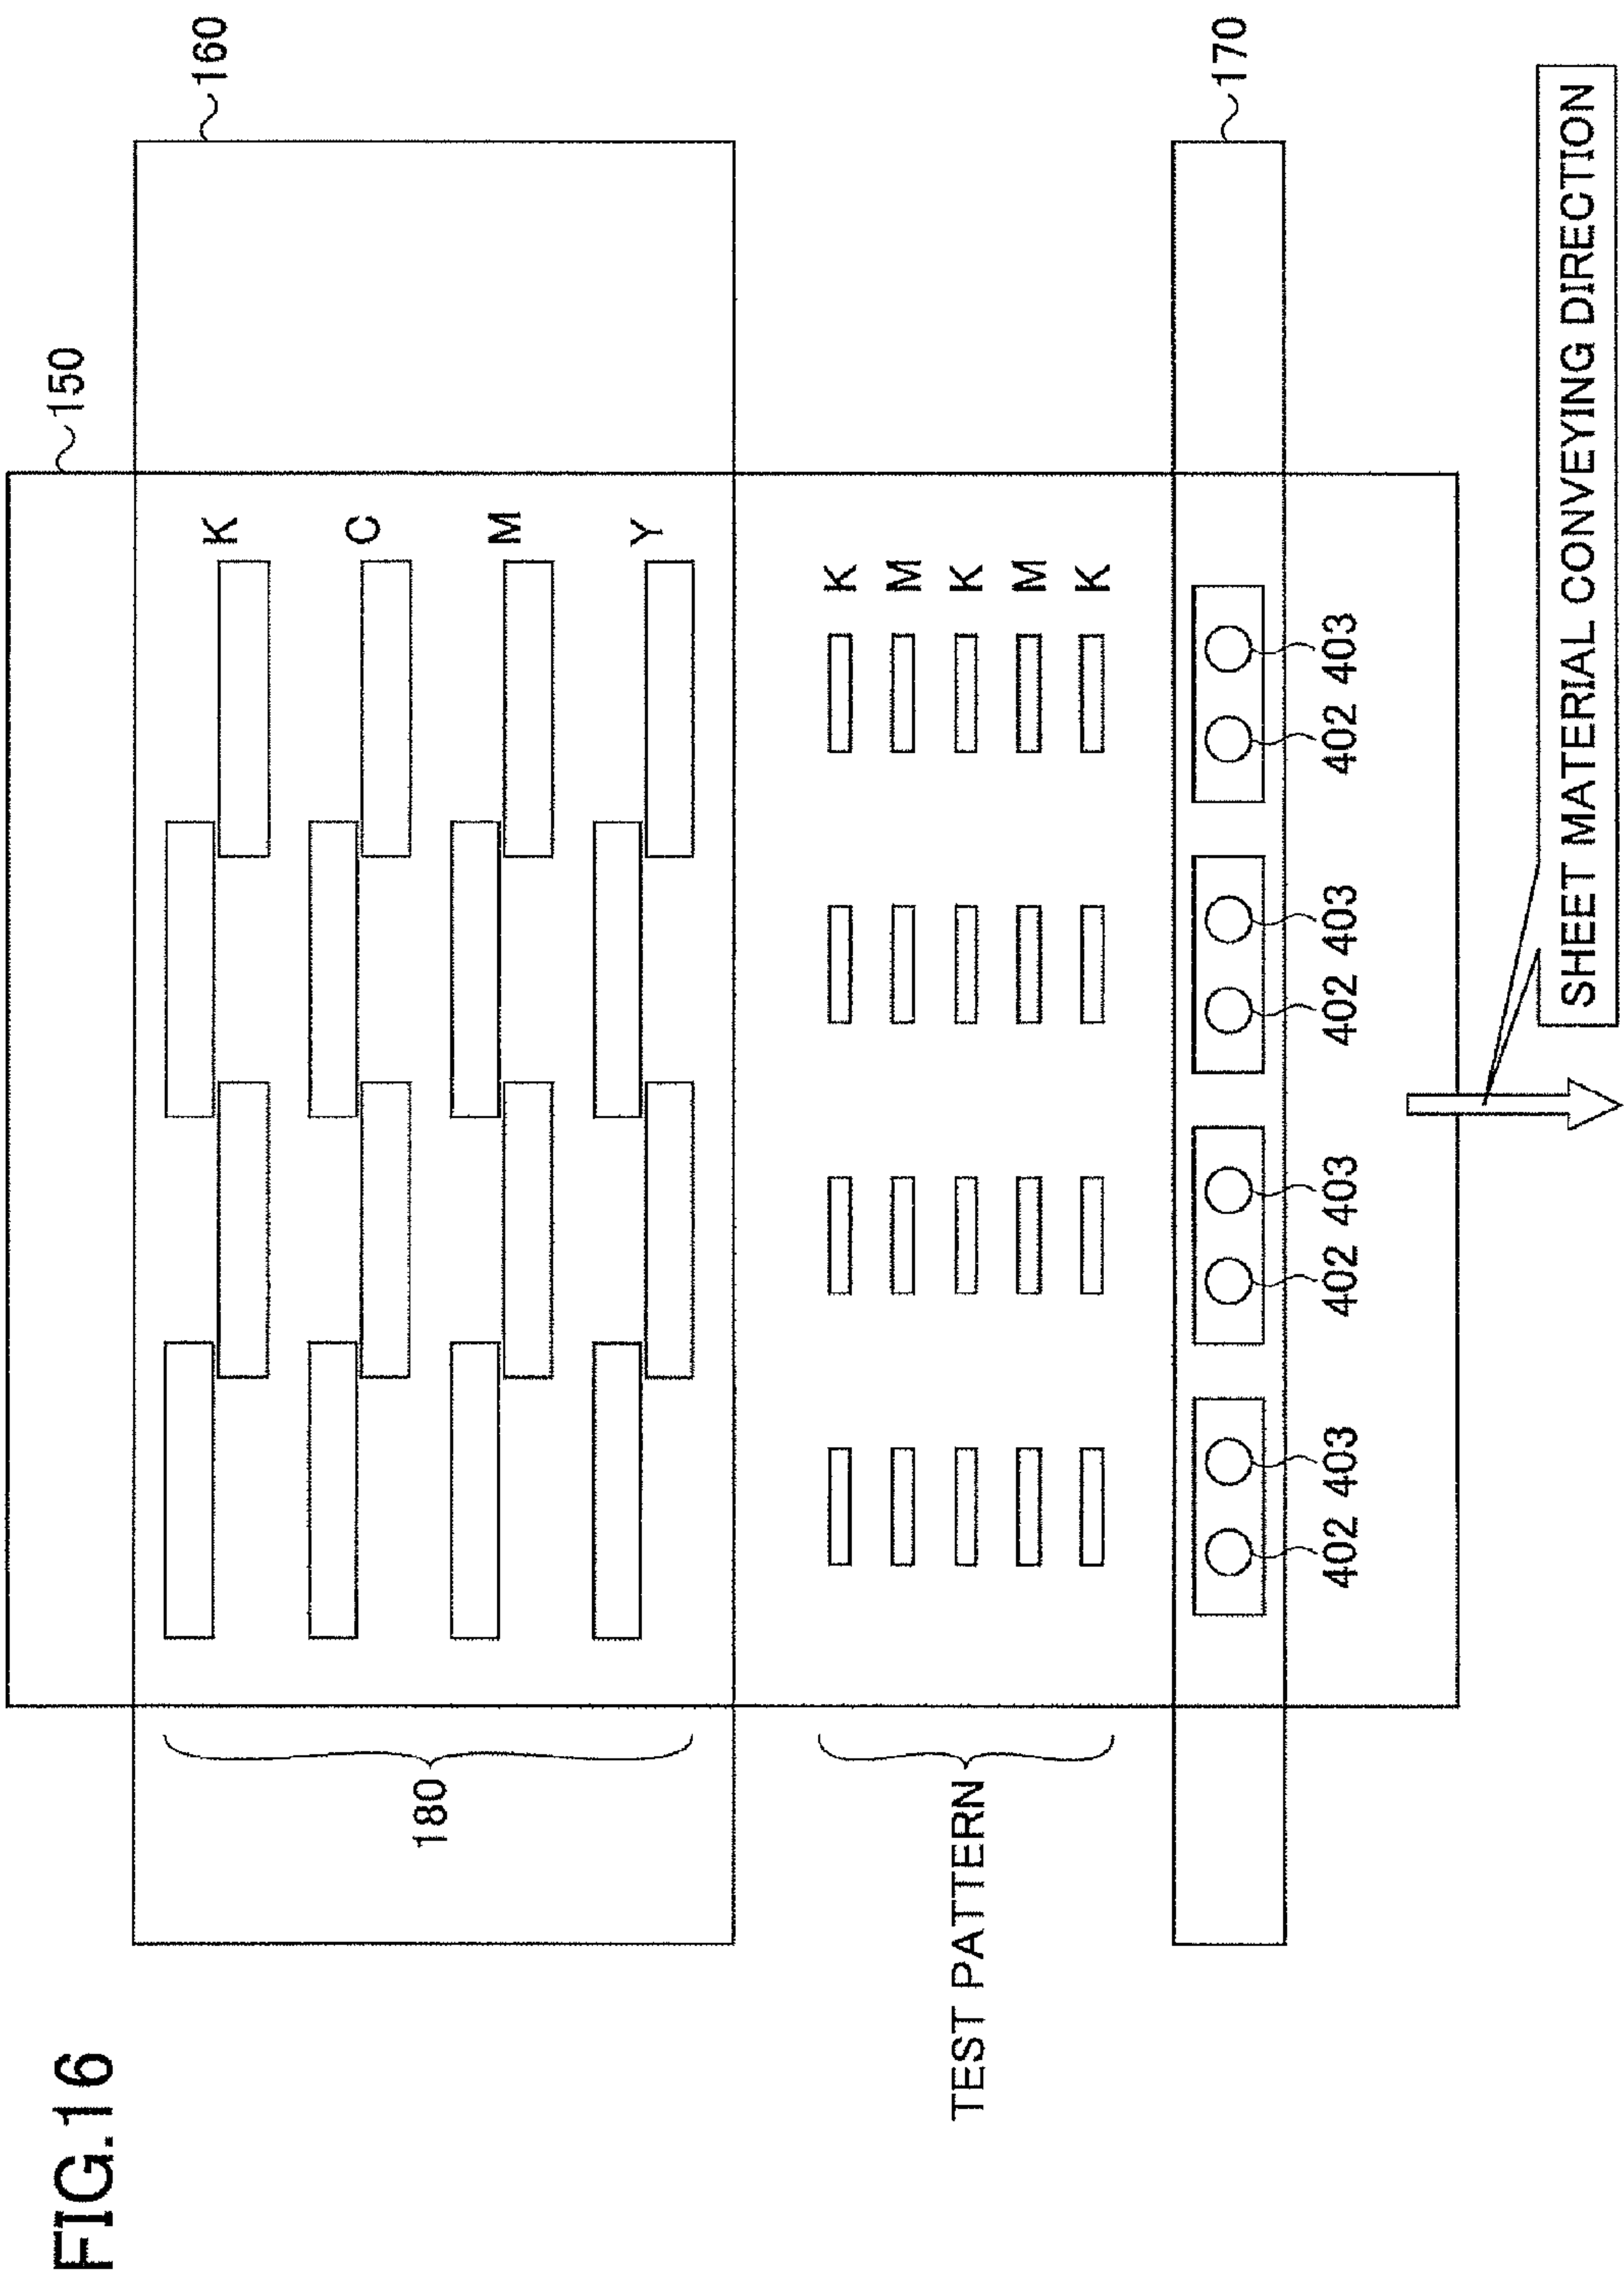 FIG.16
150
160
K
C
M
Y
180
K
M
K
M
K
TEST PATTERN
170
402 403 402 403 402 403 402 403
SHEET MATERIAL CONVEYING DIRECTION